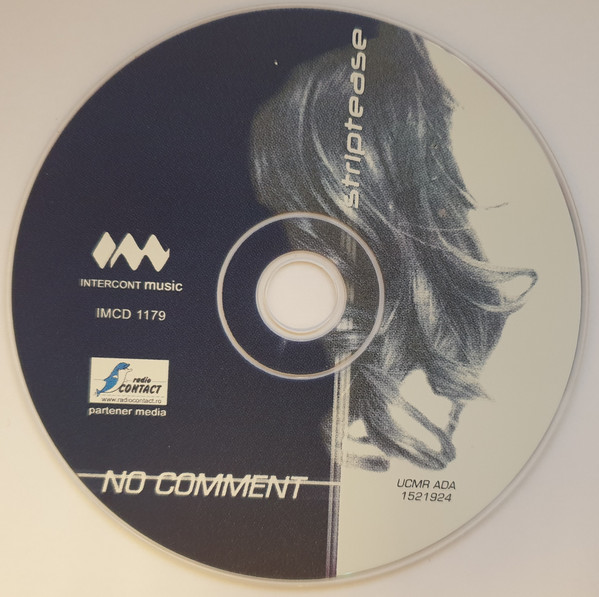 striptease
INTERCONT music
IMCD 1179
radio
CONTACT
www.radiocontact.ro
partener media
NO COMMENT
UCMR ADA
1521924